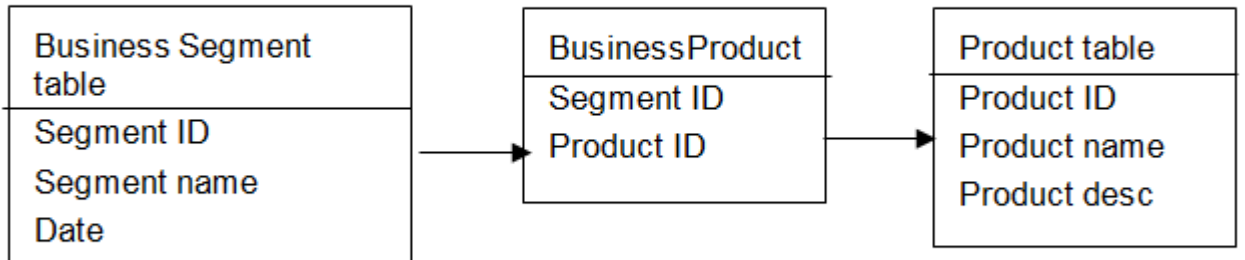 Business Segment
table
Segment ID
Segment name
Date
BusinessProduct
Segment ID
Product ID
Product table
Product ID
Product name
Product desc